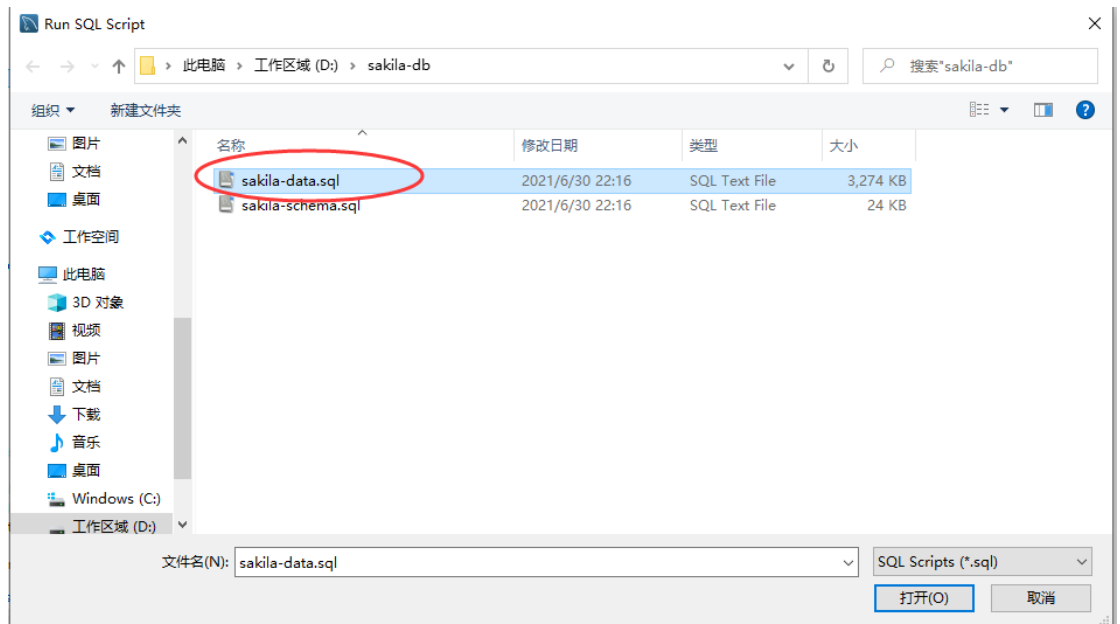 Run SQL Script
此电脑 › 工作区域 (D:) › sakila-db
搜索"sakila-db"
组织 新建文件夹
名称 修改日期 类型 大小
sakila-data.sql 2021/6/30 22:16 SQL Text File 3,274 KB
sakila-schema.sql 2021/6/30 22:16 SQL Text File 24 KB
图片
文档
桌面
工作空间
此电脑
3D 对象
视频
图片
文档
下载
音乐
桌面
Windows (C:)
工作区域 (D:)
文件名(N): sakila-data.sql SQL Scripts (*.sql)
打开(O) 取消